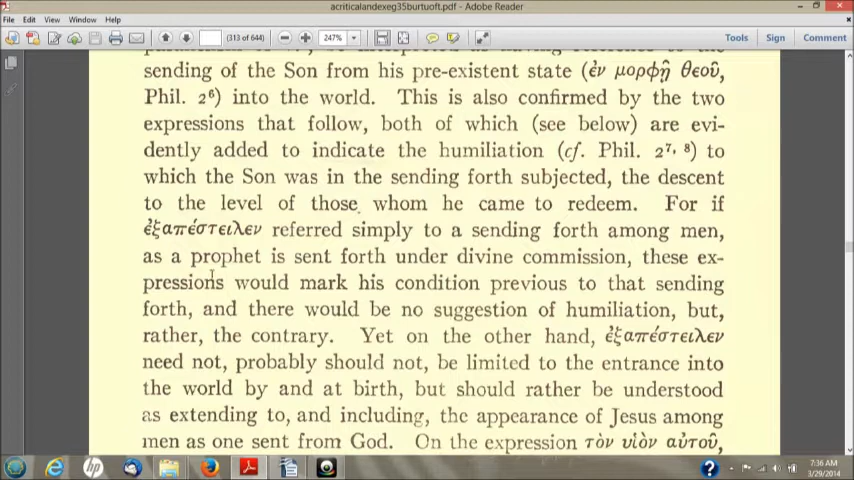 acriticalandexeg35burtuoft.pdf - Adobe Reader
File Edit View Window Help
(313 of 644) 247% Tools Sign Comment
sending of the Son from his pre-existent state (ἐν μορφῇ θεοῦ,
Phil. 2⁶) into the world. This is also confirmed by the two
expressions that follow, both of which (see below) are evi-
dently added to indicate the humiliation (cf. Phil. 2⁷, ⁸) to
which the Son was in the sending forth subjected, the descent
to the level of those whom he came to redeem. For if
ἐξαπέστειλεν referred simply to a sending forth among men,
as a prophet is sent forth under divine commission, these ex-
pressions would mark his condition previous to that sending
forth, and there would be no suggestion of humiliation, but,
rather, the contrary. Yet on the other hand, ἐξαπέστειλεν
need not, probably should not, be limited to the entrance into
the world by and at birth, but should rather be understood
as extending to, and including, the appearance of Jesus among
men as one sent from God. On the expression τὸν υἱὸν αὐτοῦ,
hp
7:36 AM
3/29/2014